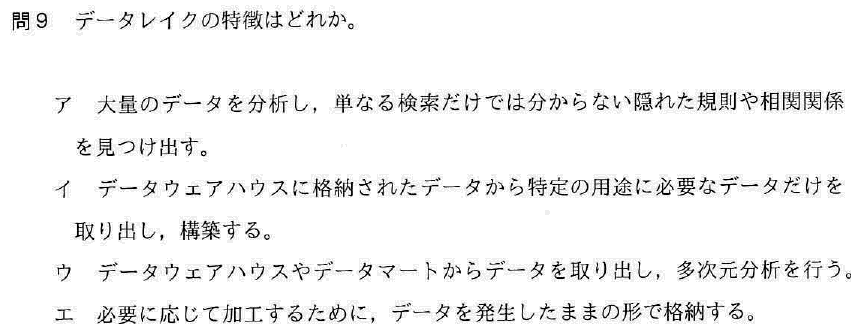 問9 データレイクの特徴はどれか。
ア 大量のデータを分析し，単なる検索だけでは分からない隠れた規則や相関関係
を見つけ出す。
イ データウェアハウスに格納されたデータから特定の用途に必要なデータだけを
取り出し，構築する。
ウ データウェアハウスやデータマートからデータを取り出し，多次元分析を行う。
エ 必要に応じて加工するために，データを発生したままの形で格納する。